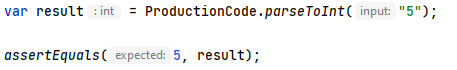 var result : int = ProductionCode.parseToInt( input: "5");
assertEquals( expected: 5, result);